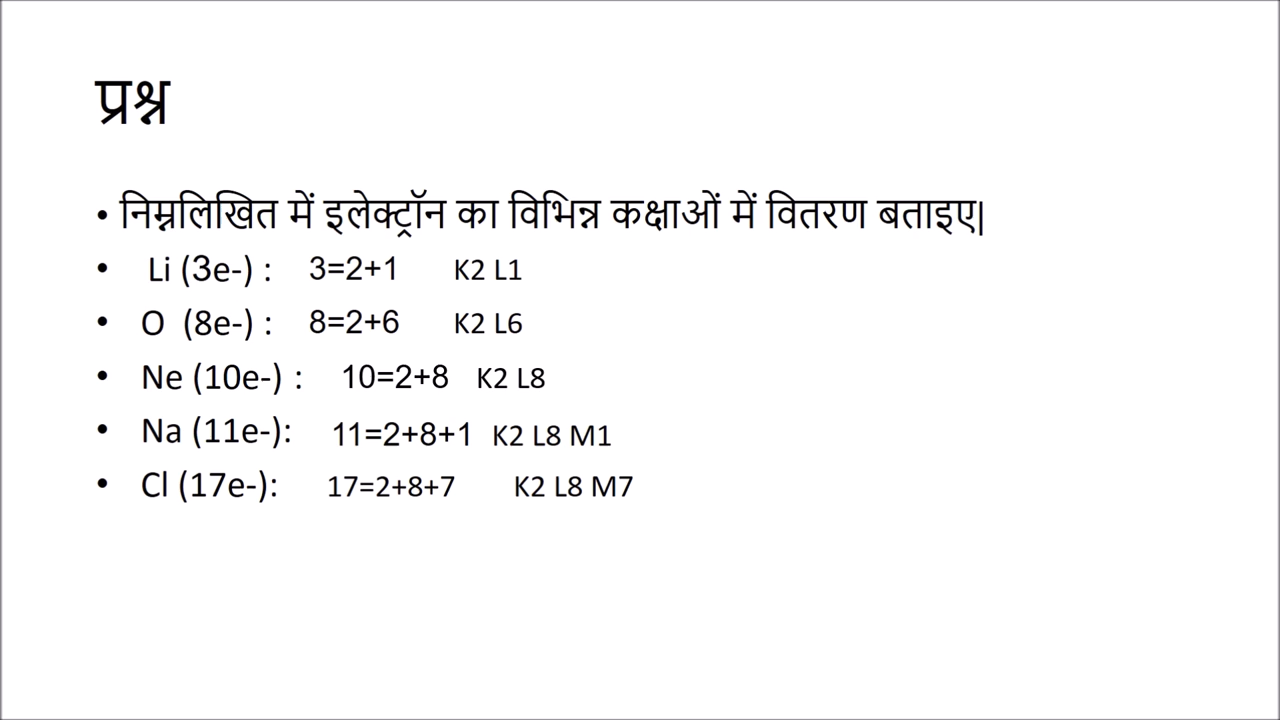 प्रश्न
• निम्नलिखित में इलेक्ट्रॉन का विभिन्न कक्षाओं में वितरण बताइए|
• Li (3e-) : 3=2+1 K2 L1
• O (8e-) : 8=2+6 K2 L6
• Ne (10e-) : 10=2+8 K2 L8
• Na (11e-): 11=2+8+1 K2 L8 M1
• Cl (17e-): 17=2+8+7 K2 L8 M7